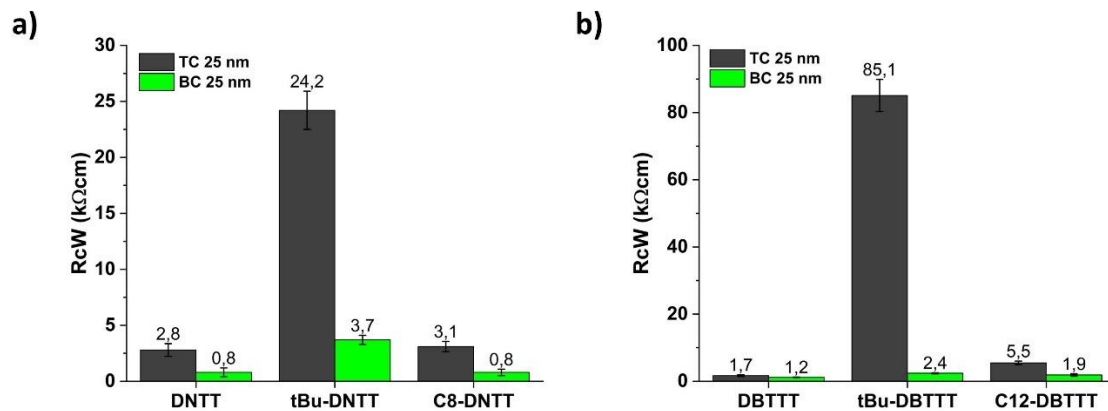 a)
30
25
20
15
10
5
0
RcW (kΩcm)
TC 25 nm
BC 25 nm
2,8
0,8
24,2
3,7
3,1
0,8
DNTT
tBu-DNTT
C8-DNTT
b)
100
80
60
40
20
0
RcW (kΩcm)
TC 25 nm
BC 25 nm
1,7
1,2
85,1
2,4
5,5
1,9
DBTTT
tBu-DBTTT
C12-DBTTT